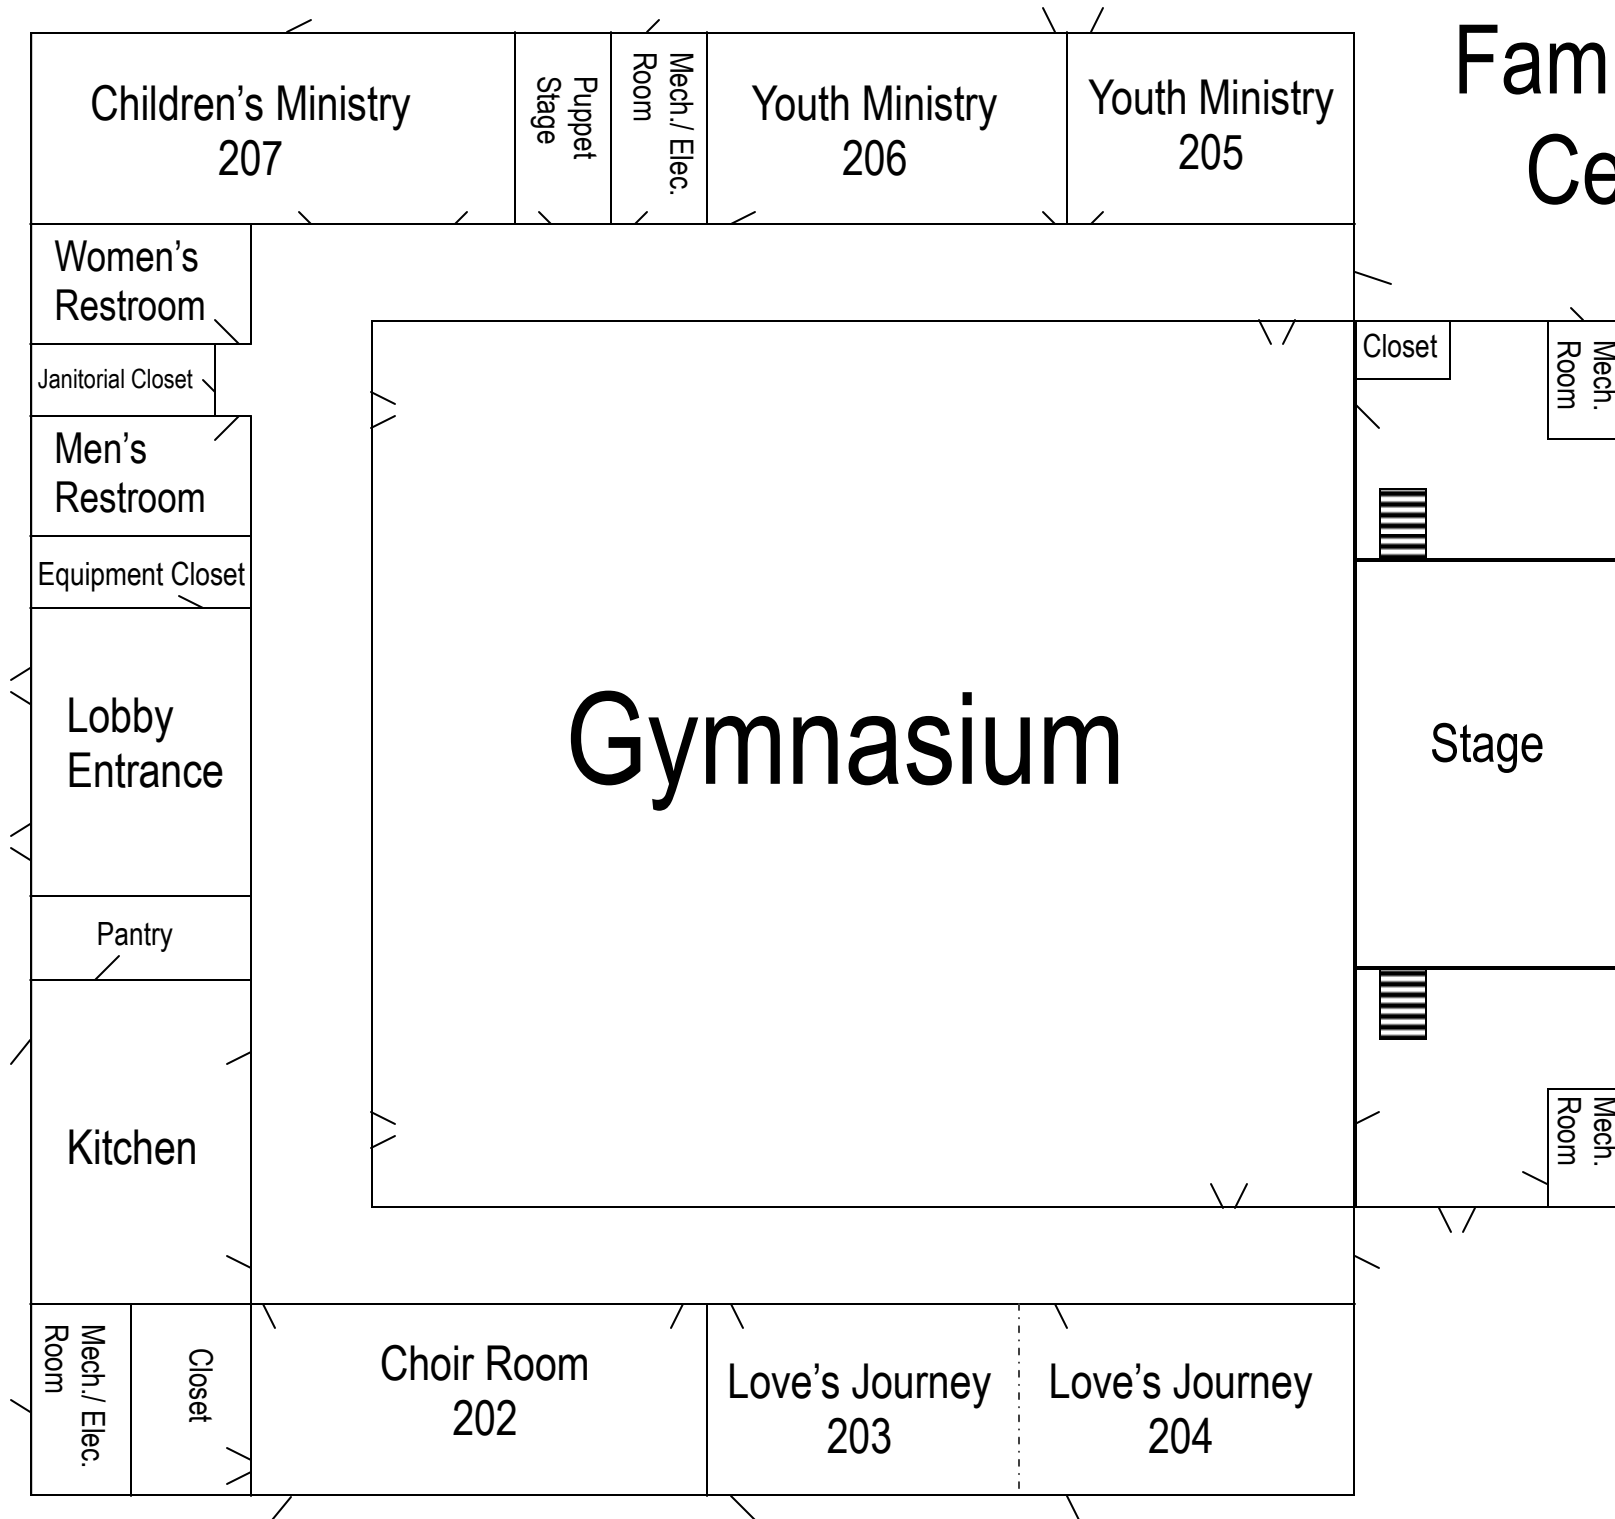 Fam
Ce
Children’s Ministry
207
Puppet
Stage
Mech./ Elec.
Room
Youth Ministry
206
Youth Ministry
205
Women’s
Restroom
Janitorial Closet
Men’s
Restroom
Equipment Closet
Lobby
Entrance
Pantry
Kitchen
Gymnasium
Closet
Mech.
Room
Stage
Mech.
Room
Mech./ Elec.
Room
Closet
Choir Room
202
Love’s Journey
203
Love’s Journey
204